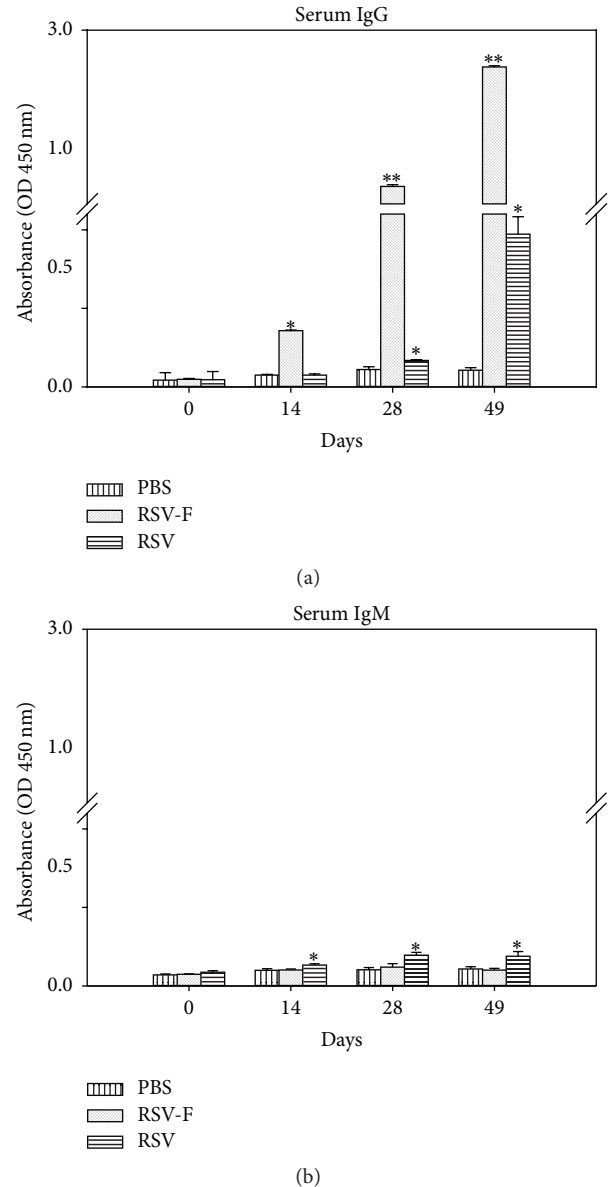 Serum IgG
3.0
1.0
0.5
0.0
Absorbance (OD 450 nm)
*
**
*
**
*
0 14 28 49
Days
PBS
RSV-F
RSV
(a)
Serum IgM
3.0
1.0
0.5
0.0
Absorbance (OD 450 nm)
*
*
*
0 14 28 49
Days
PBS
RSV-F
RSV
(b)